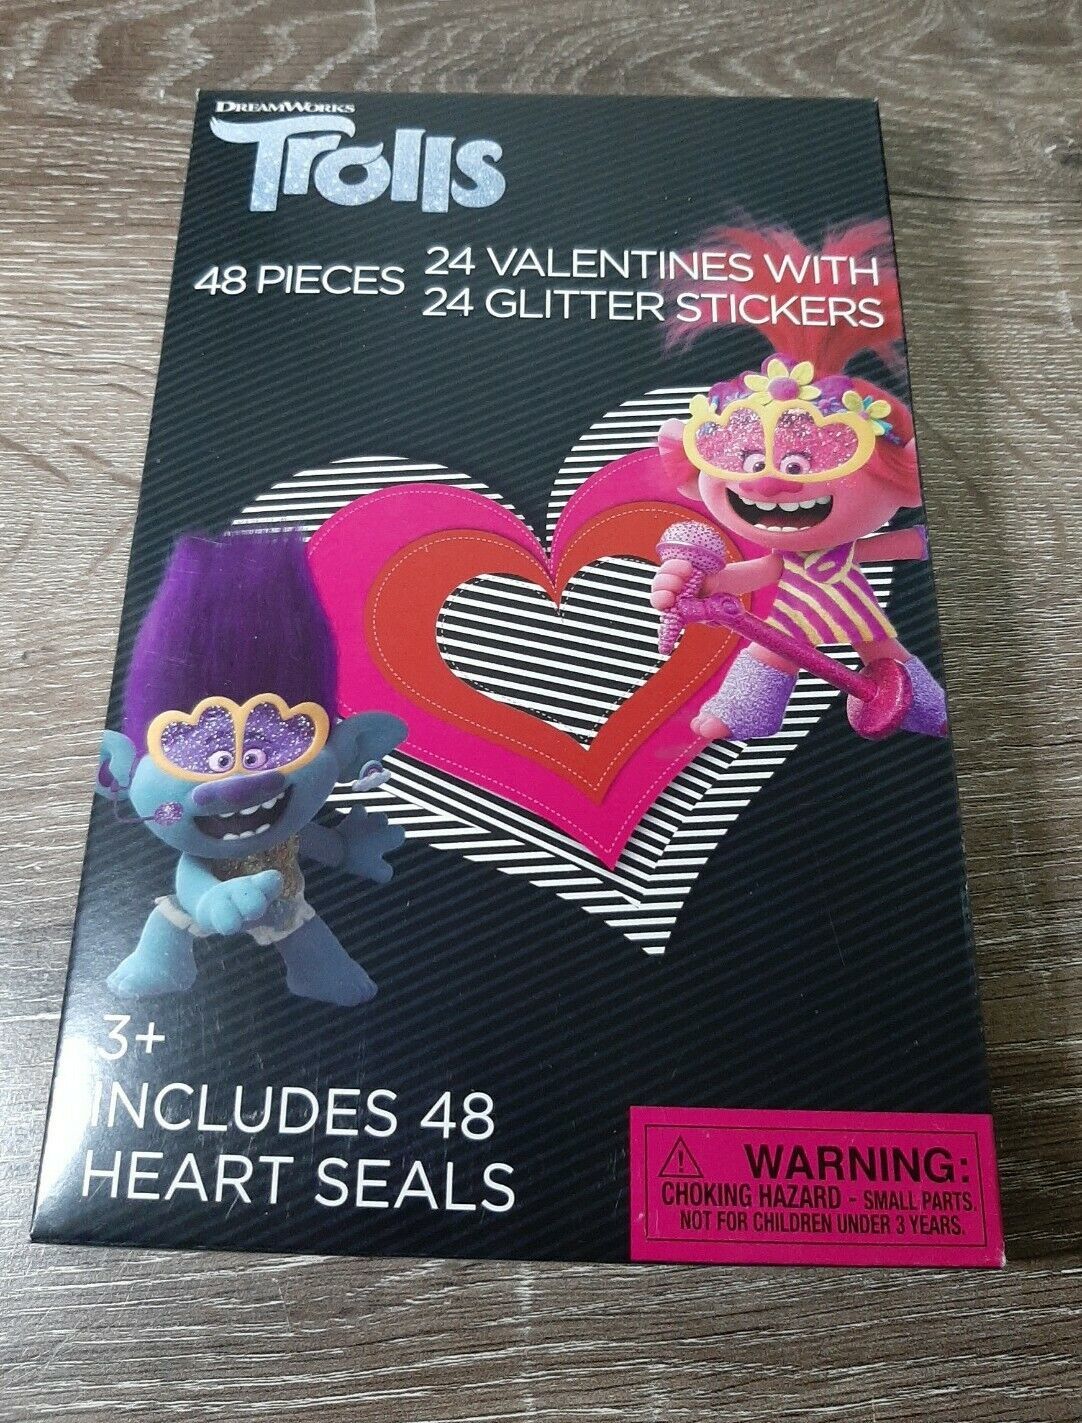 DREAMWORKS
Trolls
48 PIECES
24 VALENTINES WITH
24 GLITTER STICKERS
3+
INCLUDES 48
HEART SEALS
WARNING:
CHOKING HAZARD - SMALL PARTS.
NOT FOR CHILDREN UNDER 3 YEARS.